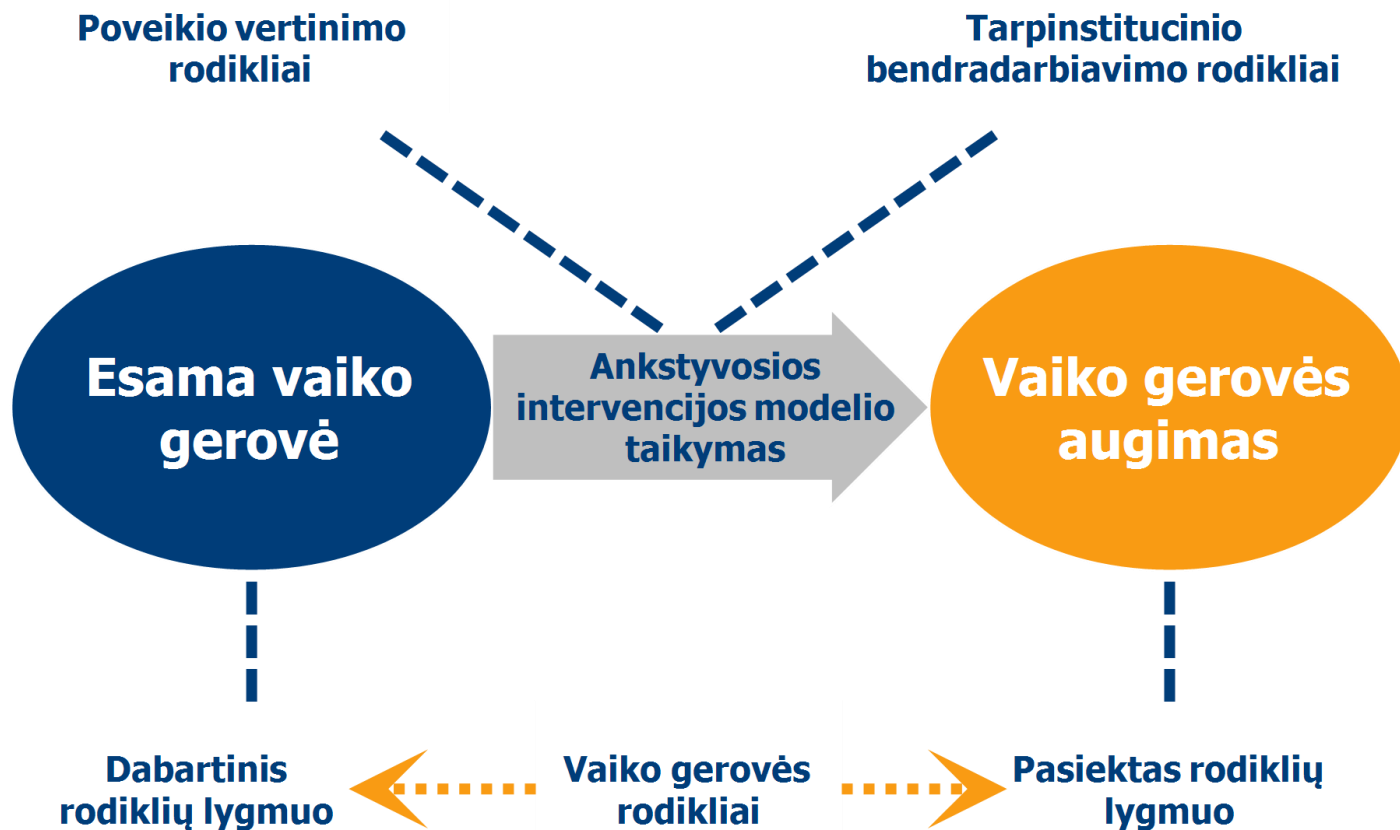 Poveikio vertinimo
rodikliai
Tarpinstitucinio
bendradarbiavimo rodikliai
Esama vaiko
gerovė
Ankstyvosios
intervencijos modelio
taikymas
Vaiko gerovės
augimas
Dabartinis
rodiklių lygmuo
Vaiko gerovės
rodikliai
Pasiektas rodiklių
lygmuo